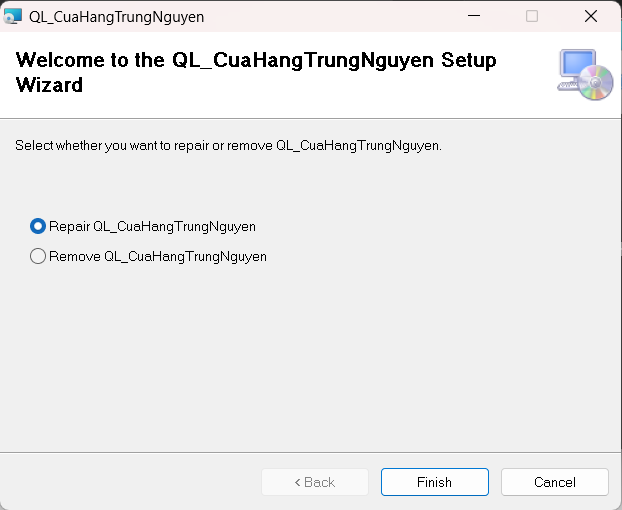 QL_CuaHangTrungNguyen
Welcome to the QL_CuaHangTrungNguyen Setup
Wizard
Select whether you want to repair or remove QL_CuaHangTrungNguyen.
Repair QL_CuaHangTrungNguyen
Remove QL_CuaHangTrungNguyen
< Back
Finish
Cancel